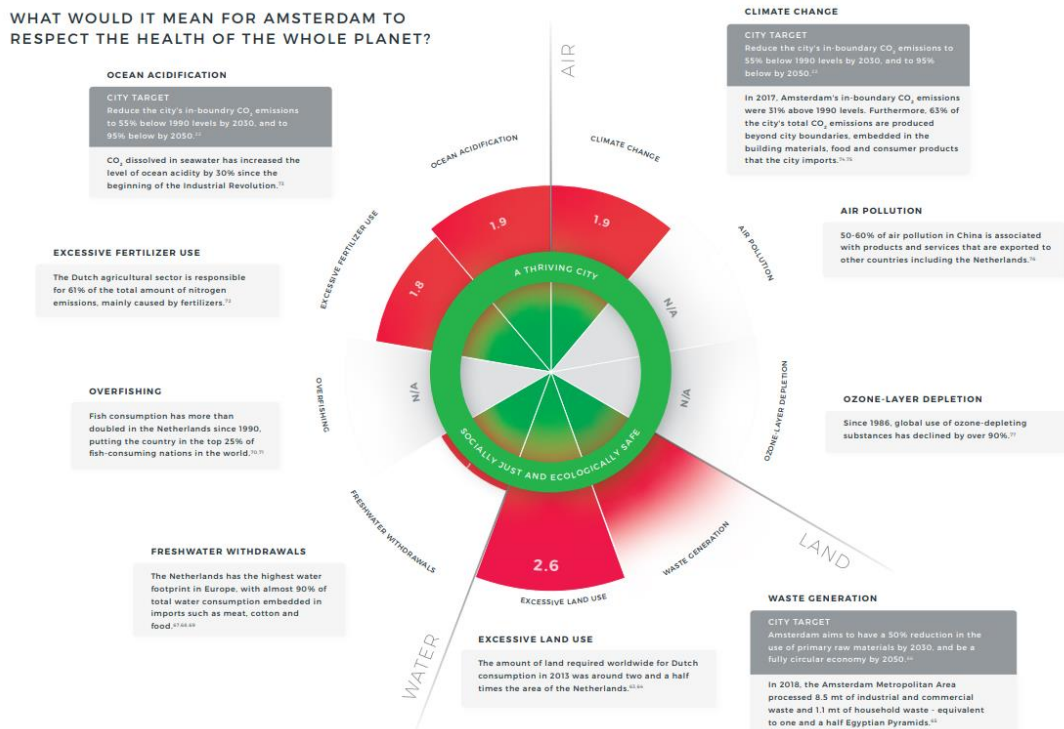 WHAT WOULD IT MEAN FOR AMSTERDAM TO
RESPECT THE HEALTH OF THE WHOLE PLANET?
OCEAN ACIDIFICATION
CITY TARGET
Reduce the city's in-boundry CO₂ emissions
to 55% below 1990 levels by 2030, and to
95% below by 2050.
CO₂ dissolved in seawater has increased the
level of ocean acidity by 30% since the
beginning of the Industrial Revolution.
EXCESSIVE FERTILIZER USE
The Dutch agricultural sector is responsible
for 61% of the total amount of nitrogen
emissions, mainly caused by fertilizers.
OVERFISHING
Fish consumption has more than
doubled in the Netherlands since 1990,
putting the country in the top 25% of
fish-consuming nations in the world.
FRESHWATER WITHDRAWALS
The Netherlands has the highest water
footprint in Europe, with almost 90% of
total water consumption embedded in
imports such as meat, cotton and
food.
AIR
OCEAN ACIDIFICATION
CLIMATE CHANGE
EXCESSIVE FERTILIZER USE
AIR POLLUTION
1.9
1.9
1.8
N/A
A THRIVING CITY
OVERFISHING
N/A
N/A
OZONE-LAYER DEPLETION
SOCIALLY JUST AND ECOLOGICALLY SAFE
FRESHWATER WITHDRAWALS
2.6
WASTE GENERATION
EXCESSIVE LAND USE
LAND
WATER
EXCESSIVE LAND USE
The amount of land required worldwide for Dutch
consumption in 2013 was around two and a half
times the area of the Netherlands.
CLIMATE CHANGE
CITY TARGET
Reduce the city's in-boundary CO₂ emissions to
55% below 1990 levels by 2030, and to 95%
below by 2050.
In 2017, Amsterdam's in-boundary CO₂ emissions
were 31% above 1990 levels. Furthermore, 63% of
the city's total CO₂ emissions are produced
beyond city boundaries, embedded in the
building materials, food and consumer products
that the city imports.
AIR POLLUTION
50-60% of air pollution in China is associated
with products and services that are exported to
other countries including the Netherlands.
OZONE-LAYER DEPLETION
Since 1986, global use of ozone-depleting
substances has declined by over 90%.
WASTE GENERATION
CITY TARGET
Amsterdam aims to have a 50% reduction in the
use of primary raw materials by 2030, and be a
fully circular economy by 2050.
In 2018, the Amsterdam Metropolitan Area
processed 8.5 mt of industrial and commercial
waste and 1.1 mt of household waste - equivalent
to one and a half Egyptian Pyramids.